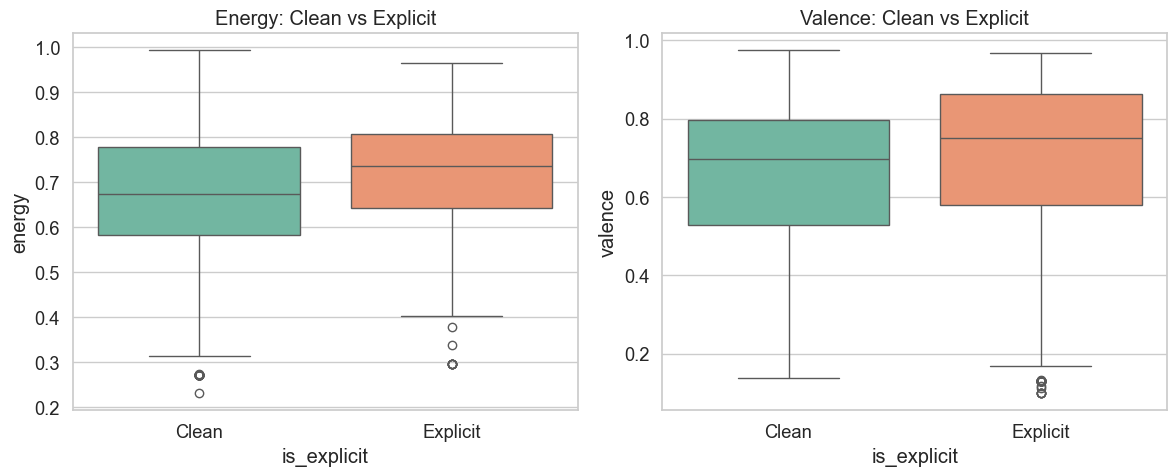 Energy: Clean vs Explicit
1.0
0.9
0.8
0.7
0.6
0.5
0.4
0.3
0.2
energy
Clean
Explicit
is_explicit
Valence: Clean vs Explicit
1.0
0.8
0.6
0.4
0.2
valence
Clean
Explicit
is_explicit